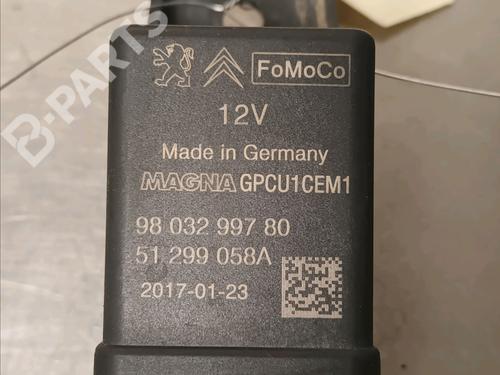 FoMoCo
12V
Made in Germany
MAGNA GPCU1CEM1
98 032 997 80
51 299 058A
2017-01-23
B-PARTS